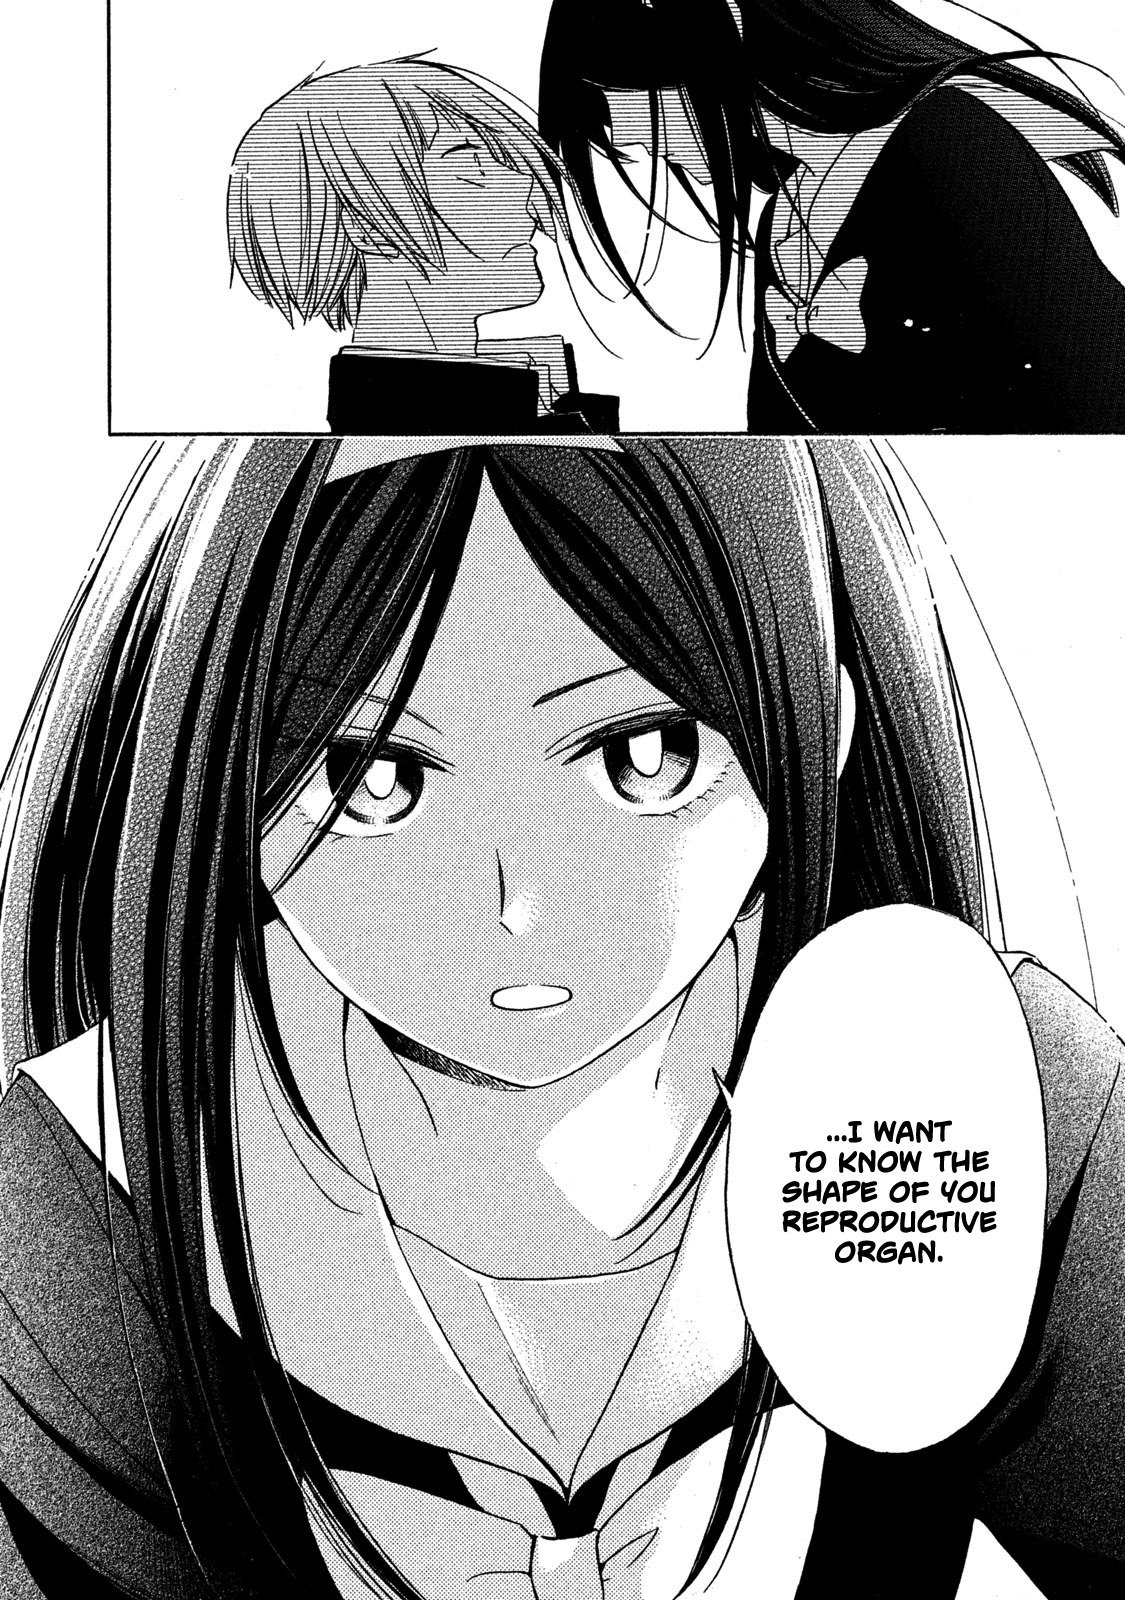 ...I WANT
TO KNOW THE
SHAPE OF YOU
REPRODUCTIVE
ORGAN.